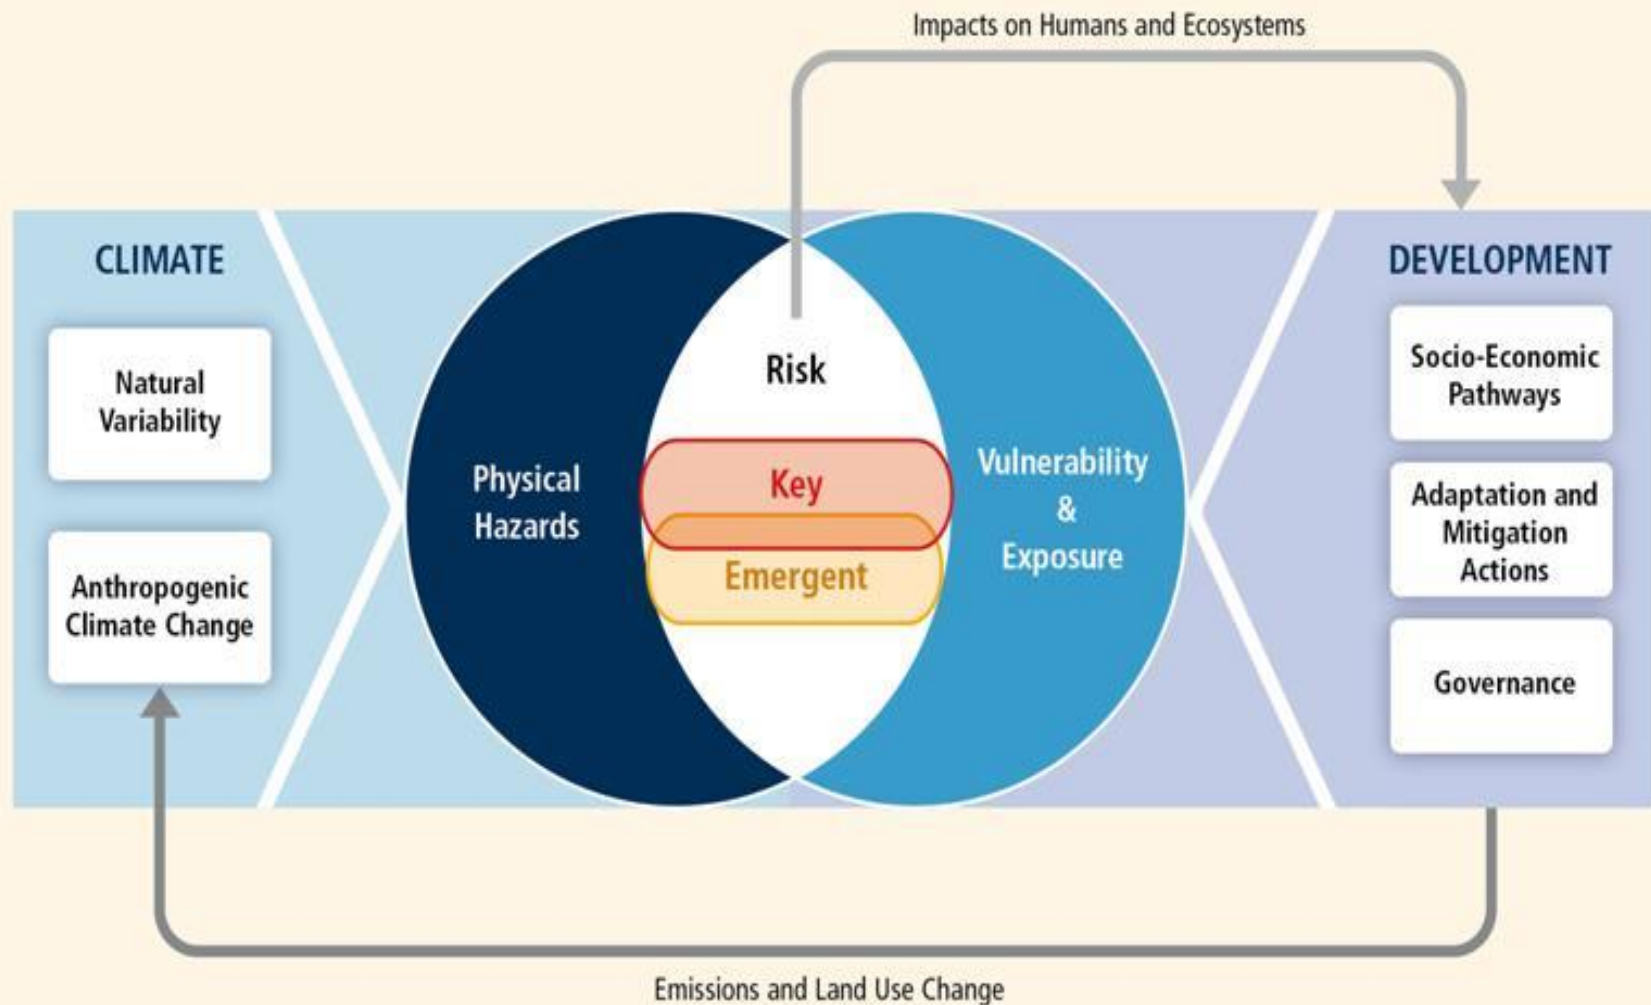 Impacts on Humans and Ecosystems
CLIMATE
Natural
Variability
Anthropogenic
Climate Change
Physical
Hazards
Risk
Key
Emergent
Vulnerability
&
Exposure
DEVELOPMENT
Socio-Economic
Pathways
Adaptation and
Mitigation
Actions
Governance
Emissions and Land Use Change